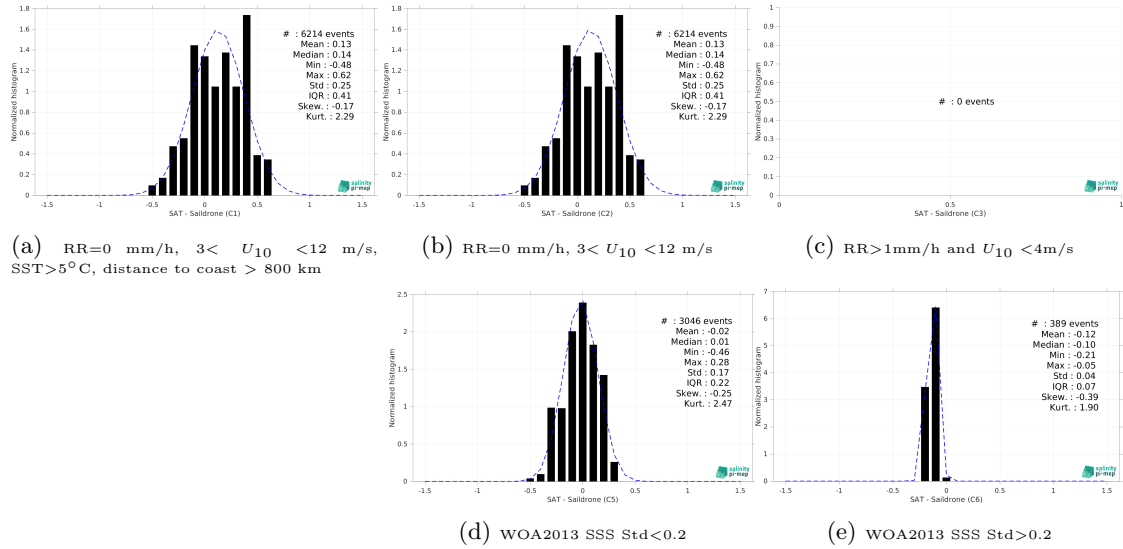 1.8
1.6
1.4
1.2
1
0.8
0.6
0.4
0.2
0
-1.5
-1
-0.5
0
0.5
1
1.5
Normalized histogram
SAT - Saildrone (C1)
# : 6214 events
Mean : 0.13
Median : 0.14
Min : -0.48
Max : 0.62
Std : 0.25
IQR : 0.41
Skew. : -0.17
Kurt. : 2.29
salinity
pi-mep
(a) RR=0 mm/h, 3< U10 <12 m/s,
SST>5°C, distance to coast > 800 km
1.8
1.6
1.4
1.2
1
0.8
0.6
0.4
0.2
0
-1.5
-1
-0.5
0
0.5
1
1.5
Normalized histogram
SAT - Saildrone (C2)
# : 6214 events
Mean : 0.13
Median : 0.14
Min : -0.48
Max : 0.62
Std : 0.25
IQR : 0.41
Skew. : -0.17
Kurt. : 2.29
salinity
pi-mep
(b) RR=0 mm/h, 3< U10 <12 m/s
1
0.9
0.8
0.7
0.6
0.5
0.4
0.3
0.2
0.1
0
0
0.5
1
Normalized histogram
SAT - Saildrone (C3)
# : 0 events
salinity
pi-mep
(c) RR>1mm/h and U10 <4m/s
2.5
2
1.5
1
0.5
0
-1.5
-1
-0.5
0
0.5
1
1.5
Normalized histogram
SAT - Saildrone (C5)
# : 3046 events
Mean : -0.02
Median : 0.01
Min : -0.46
Max : 0.28
Std : 0.17
IQR : 0.22
Skew. : -0.25
Kurt. : 2.47
salinity
pi-mep
(d) WOA2013 SSS Std<0.2
7
6
5
4
3
2
1
0
-1.5
-1
-0.5
0
0.5
1
1.5
Normalized histogram
SAT - Saildrone (C6)
# : 389 events
Mean : -0.12
Median : -0.10
Min : -0.21
Max : -0.05
Std : 0.04
IQR : 0.07
Skew. : -0.39
Kurt. : 1.90
salinity
pi-mep
(e) WOA2013 SSS Std>0.2